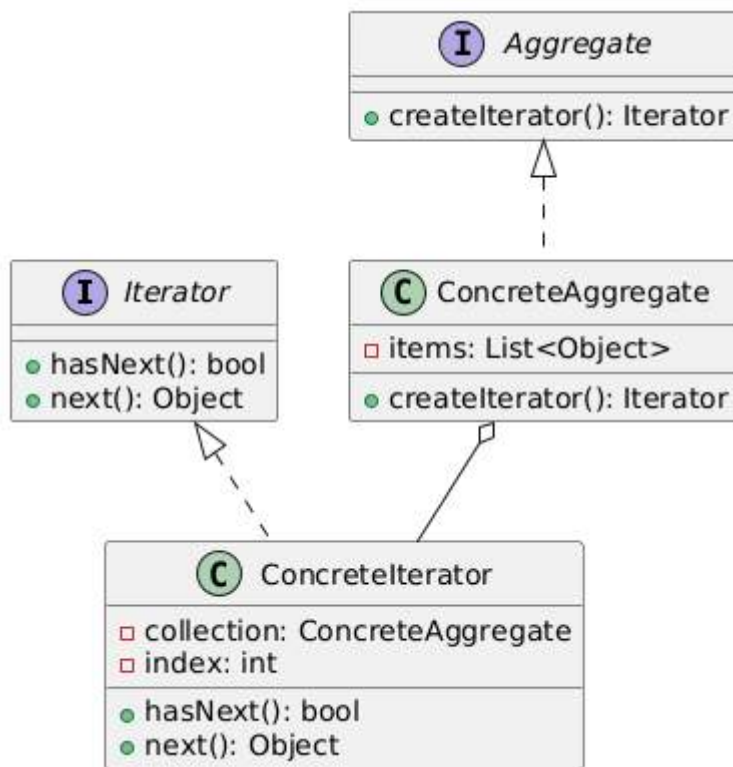 I Aggregate
createIterator(): Iterator
I Iterator
hasNext(): bool
next(): Object
C ConcreteAggregate
items: List<Object>
createIterator(): Iterator
C ConcreteIterator
collection: ConcreteAggregate
index: int
hasNext(): bool
next(): Object